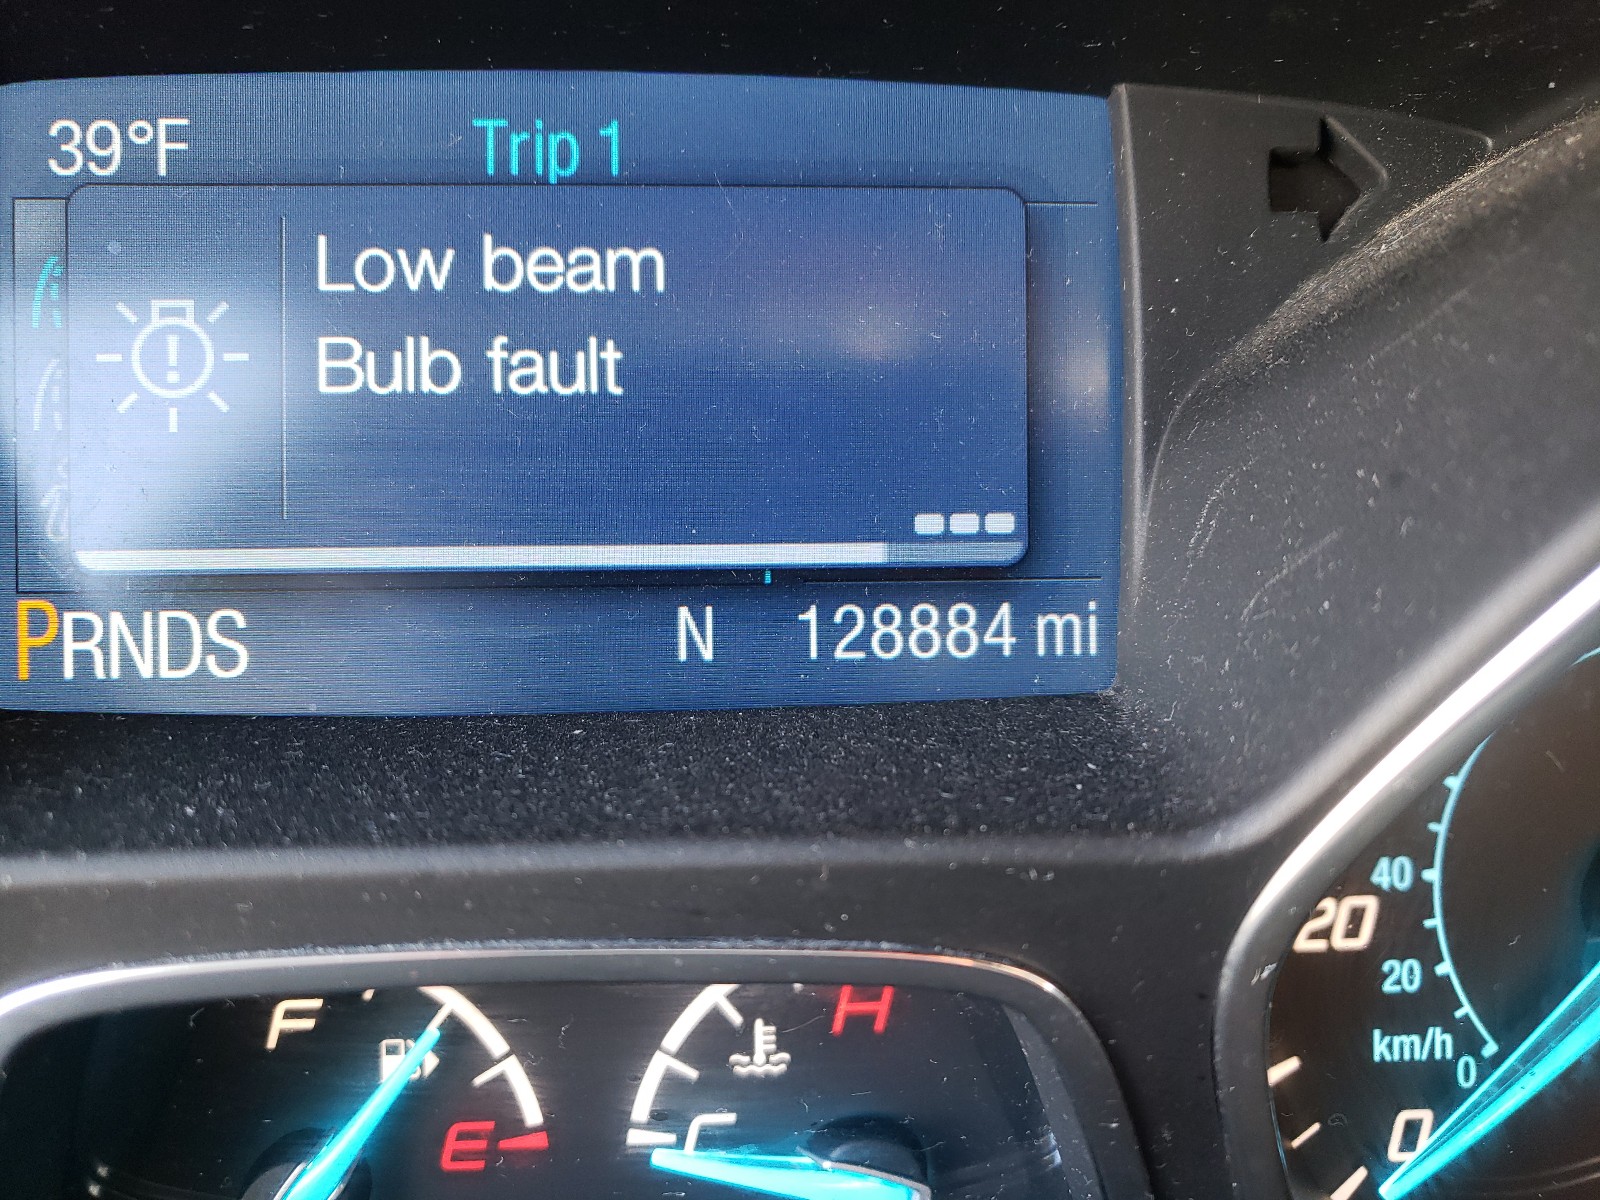 39°F Trip 1
Low beam
Bulb fault
PRNDS N 128884 mi
40
20
20
km/h
0
0
F
E
H
C